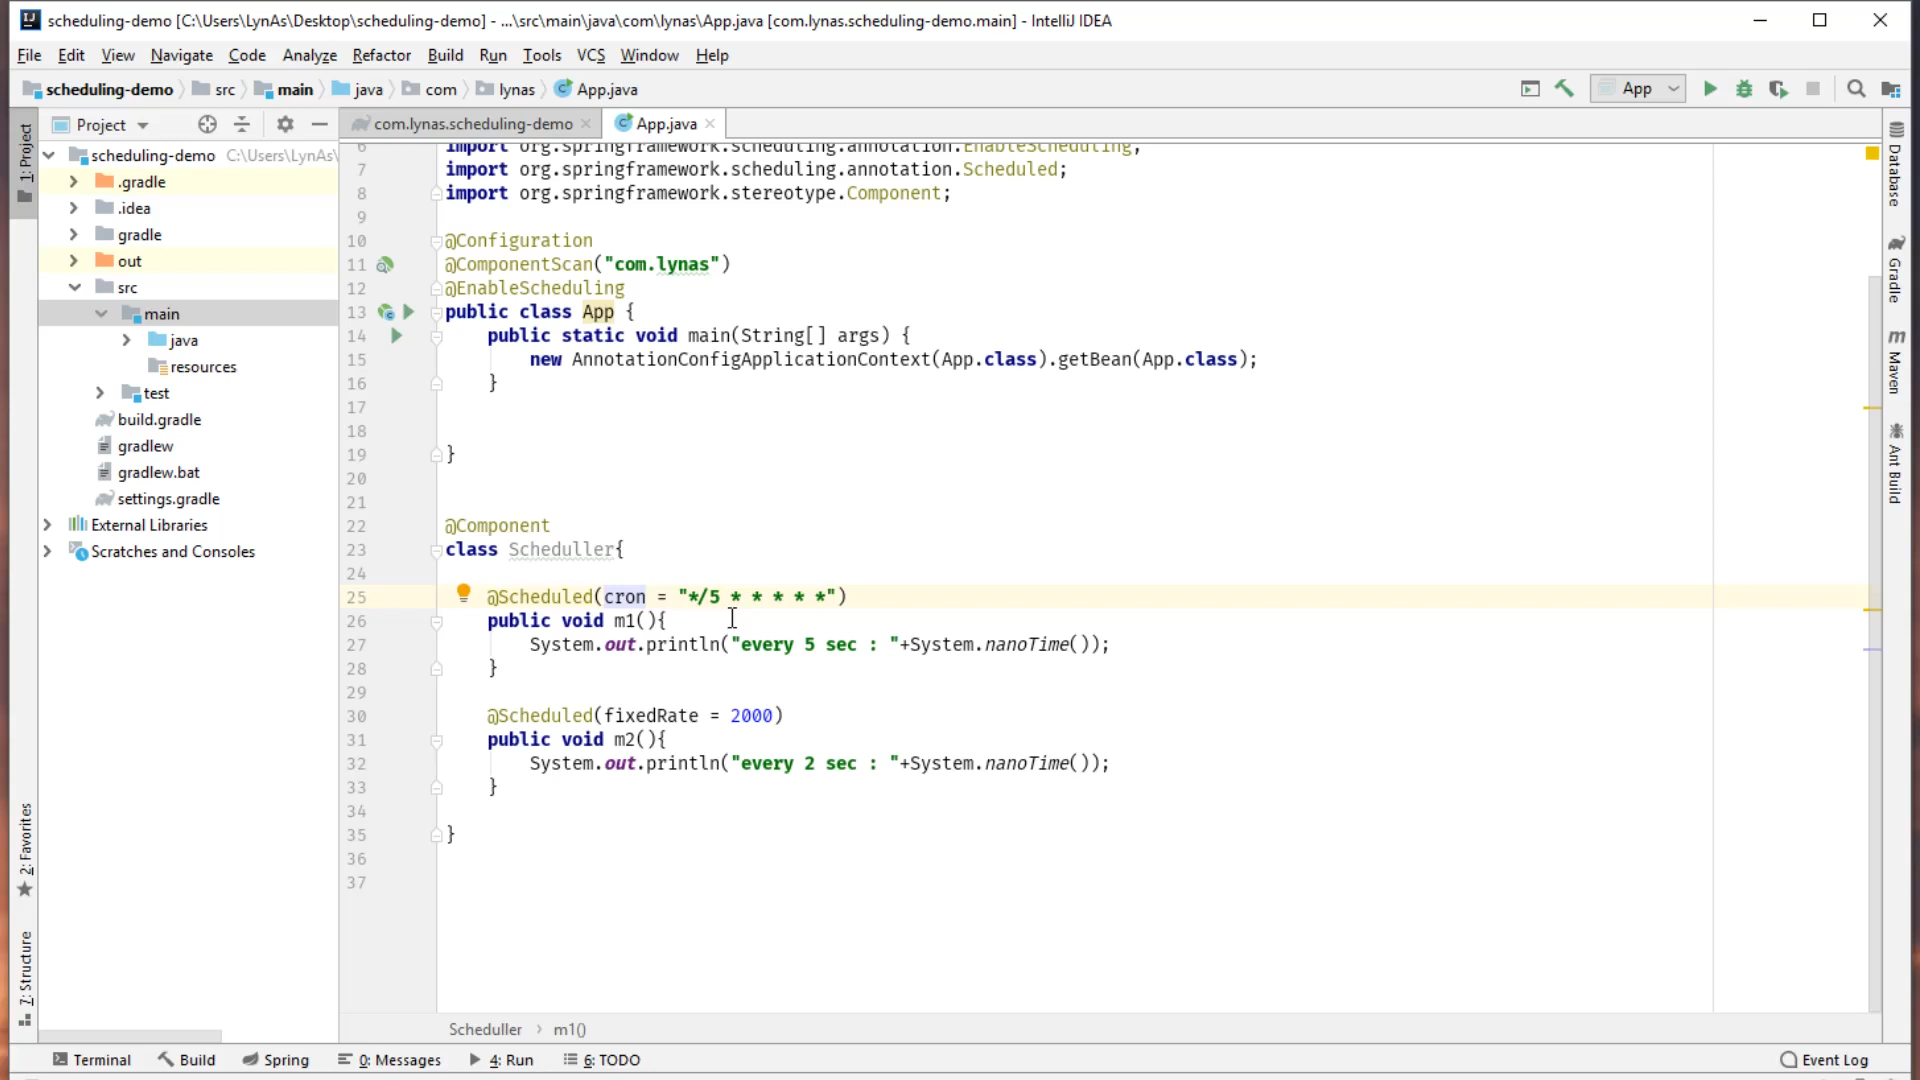 scheduling-demo [C:\Users\LynAs\Desktop\scheduling-demo] - ...\src\main\java\com\lynas\App.java [com.lynas.scheduling-demo.main] - IntelliJ IDEA
File Edit View Navigate Code Analyze Refactor Build Run Tools VCS Window Help
scheduling-demo src main java com lynas App.java App
1: Project
Project
com.lynas.scheduling-demo App.java
scheduling-demo C:\Users\LynAs\
.gradle
.idea
gradle
out
src
main
java
resources
test
build.gradle
gradlew
gradlew.bat
settings.gradle
External Libraries
Scratches and Consoles
2: Favorites
7: Structure
6 import org.springframework.scheduling.annotation.EnableScheduling;
7 import org.springframework.scheduling.annotation.Scheduled;
8 import org.springframework.stereotype.Component;
9
10 @Configuration
11 @ComponentScan("com.lynas")
12 @EnableScheduling
13 public class App {
14 public static void main(String[] args) {
15 new AnnotationConfigApplicationContext(App.class).getBean(App.class);
16 }
17
18
19 }
20
21
22 @Component
23 class Scheduller{
24
25 @Scheduled(cron = "*/5 * * * * *")
26 public void m1(){
27 System.out.println("every 5 sec : "+System.nanoTime());
28 }
29
30 @Scheduled(fixedRate = 2000)
31 public void m2(){
32 System.out.println("every 2 sec : "+System.nanoTime());
33 }
34
35 }
36
37
Scheduller › m1()
Database
Gradle
m Maven
Ant Build
Terminal Build Spring 0: Messages 4: Run 6: TODO Event Log